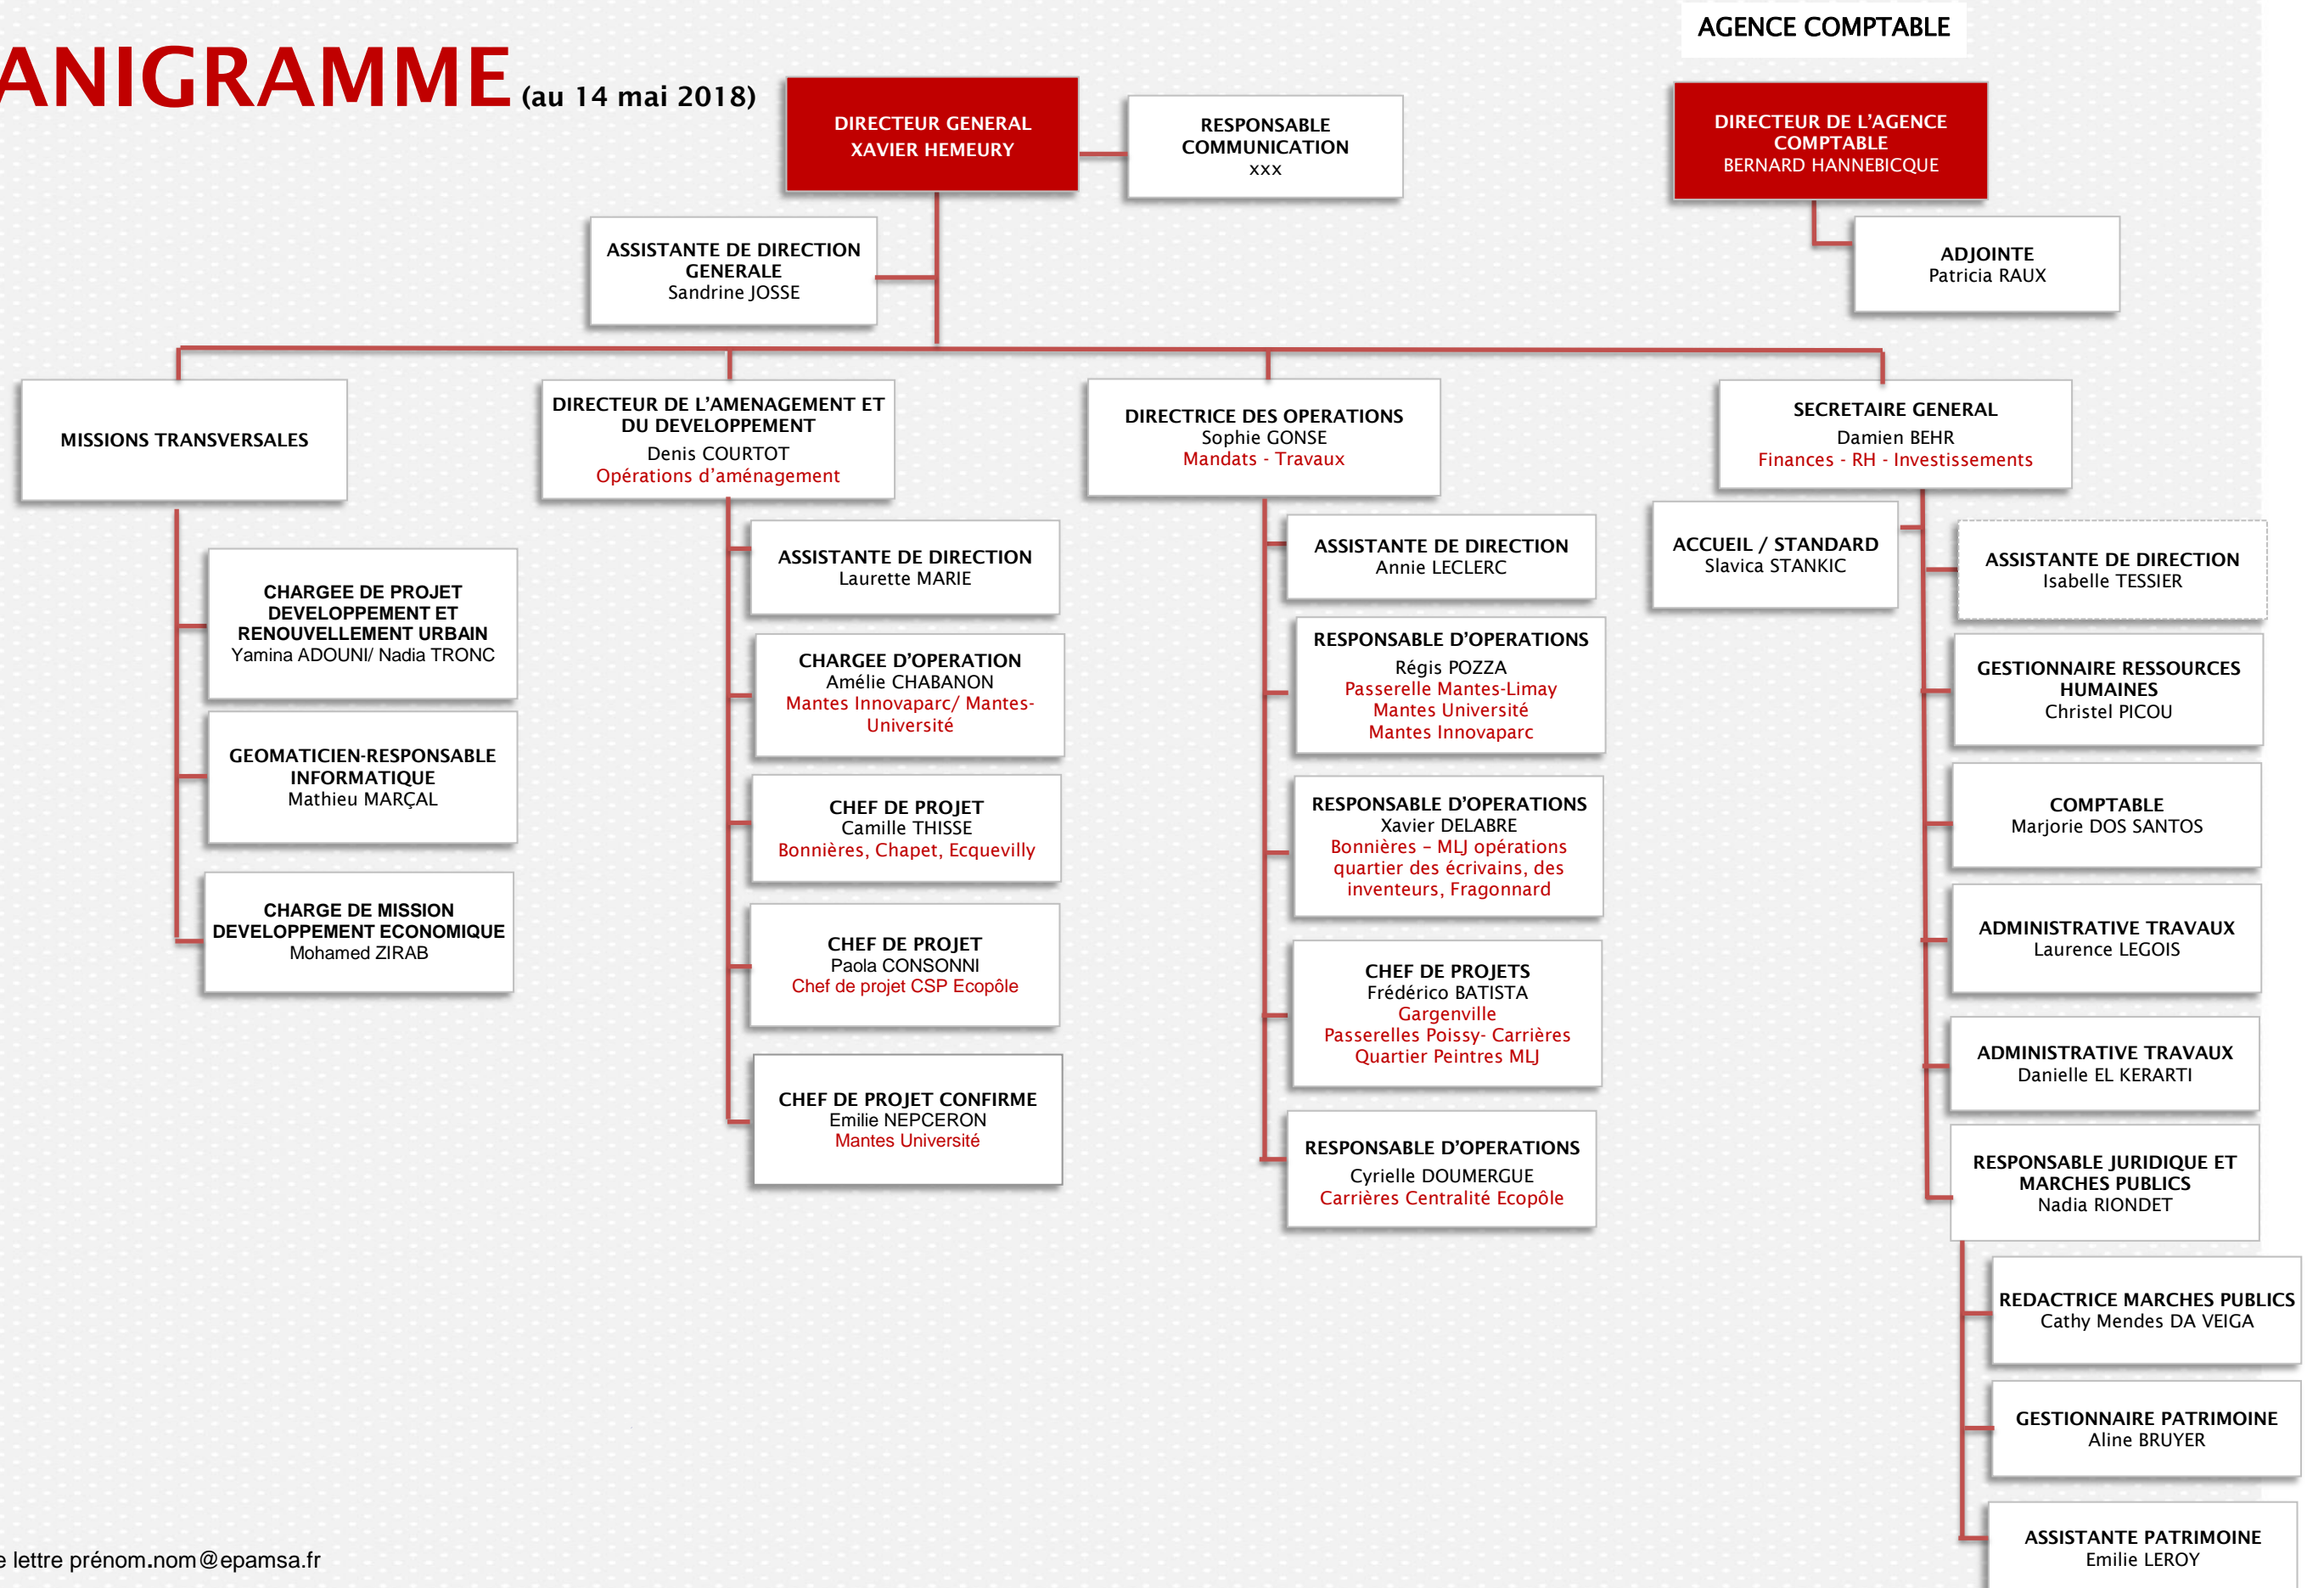 AGENCE COMPTABLE
ANIGRAMME (au 14 mai 2018)
DIRECTEUR GENERAL
XAVIER HEMEURY
RESPONSABLE
COMMUNICATION
xxx
DIRECTEUR DE L'AGENCE
COMPTABLE
BERNARD HANNEBICQUE
ASSISTANTE DE DIRECTION
GENERALE
Sandrine JOSSE
ADJOINTE
Patricia RAUX
MISSIONS TRANSVERSALES
CHARGEE DE PROJET
DEVELOPPEMENT ET
RENOUVELLEMENT URBAIN
Yamina ADOUNI/ Nadia TRONC
GEOMATICIEN-RESPONSABLE
INFORMATIQUE
Mathieu MARÇAL
CHARGE DE MISSION
DEVELOPPEMENT ECONOMIQUE
Mohamed ZIRAB
DIRECTEUR DE L'AMENAGEMENT ET
DU DEVELOPPEMENT
Denis COURTOT
Opérations d'aménagement
ASSISTANTE DE DIRECTION
Laurette MARIE
CHARGEE D'OPERATION
Amélie CHABANON
Mantes Innovaparc/ Mantes-
Université
CHEF DE PROJET
Camille THISSE
Bonnières, Chapet, Ecquevilly
CHEF DE PROJET
Paola CONSONNI
Chef de projet CSP Ecopôle
CHEF DE PROJET CONFIRME
Emilie NEPCERON
Mantes Université
DIRECTRICE DES OPERATIONS
Sophie GONSE
Mandats - Travaux
ASSISTANTE DE DIRECTION
Annie LECLERC
RESPONSABLE D'OPERATIONS
Régis POZZA
Passerelle Mantes-Limay
Mantes Université
Mantes Innovaparc
RESPONSABLE D'OPERATIONS
Xavier DELABRE
Bonnières – MLJ opérations
quartier des écrivains, des
inventeurs, Fragonnard
CHEF DE PROJETS
Frédérico BATISTA
Gargenville
Passerelles Poissy- Carrières
Quartier Peintres MLJ
RESPONSABLE D'OPERATIONS
Cyrielle DOUMERGUE
Carrières Centralité Ecopôle
SECRETAIRE GENERAL
Damien BEHR
Finances - RH - Investissements
ACCUEIL / STANDARD
Slavica STANKIC
ASSISTANTE DE DIRECTION
Isabelle TESSIER
GESTIONNAIRE RESSOURCES
HUMAINES
Christel PICOU
COMPTABLE
Marjorie DOS SANTOS
ADMINISTRATIVE TRAVAUX
Laurence LEGOIS
ADMINISTRATIVE TRAVAUX
Danielle EL KERARTI
RESPONSABLE JURIDIQUE ET
MARCHES PUBLICS
Nadia RIONDET
REDACTRICE MARCHES PUBLICS
Cathy Mendes DA VEIGA
GESTIONNAIRE PATRIMOINE
Aline BRUYER
ASSISTANTE PATRIMOINE
Emilie LEROY
e lettre prénom.nom@epamsa.fr